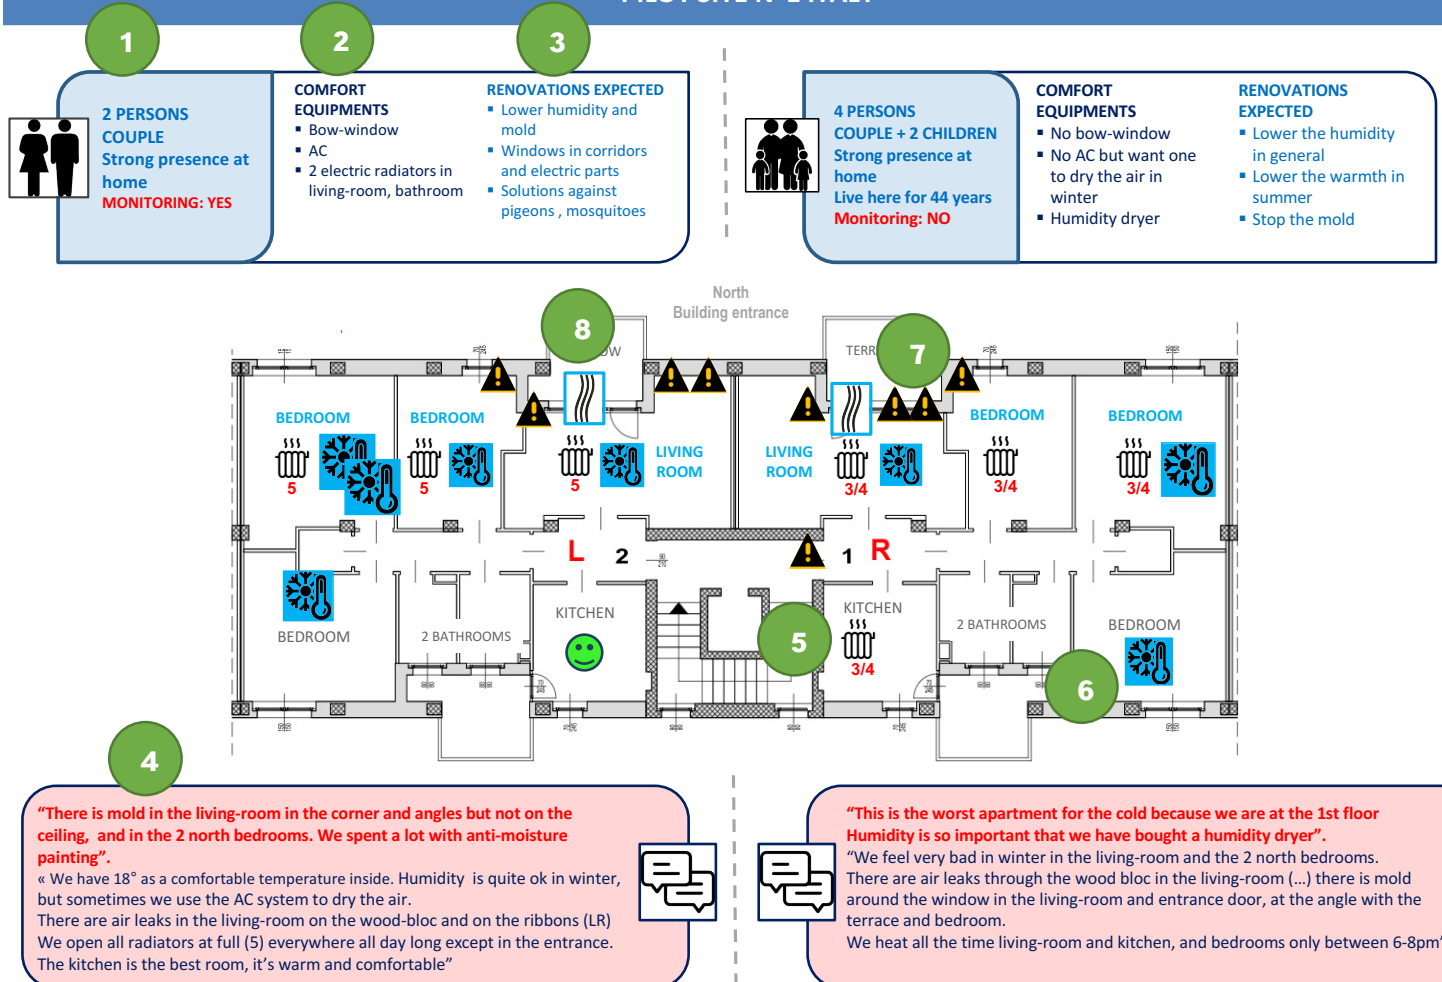 1
2
3
2 PERSONS
COUPLE
Strong presence at
home
MONITORING: YES
COMFORT
EQUIPMENTS
▪ Bow-window
▪ AC
▪ 2 electric radiators in
living-room, bathroom
RENOVATIONS EXPECTED
▪ Lower humidity and
mold
▪ Windows in corridors
and electric parts
▪ Solutions against
pigeons , mosquitoes
4 PERSONS
COUPLE + 2 CHILDREN
Strong presence at
home
Live here for 44 years
Monitoring: NO
COMFORT
EQUIPMENTS
▪ No bow-window
▪ No AC but want one
to dry the air in
winter
▪ Humidity dryer
RENOVATIONS
EXPECTED
▪ Lower the humidity
in general
▪ Lower the warmth in
summer
▪ Stop the mold
North
Building entrance
8
7
BEDROOM
5
BEDROOM
5
5
LIVING
ROOM
LIVING
ROOM
3/4
BEDROOM
3/4
BEDROOM
3/4
L
2
1
R
BEDROOM
2 BATHROOMS
KITCHEN
5
KITCHEN
3/4
2 BATHROOMS
BEDROOM
6
4
“There is mold in the living-room in the corner and angles but not on the
ceiling, and in the 2 north bedrooms. We spent a lot with anti-moisture
painting”.
« We have 18° as a comfortable temperature inside. Humidity is quite ok in winter,
but sometimes we use the AC system to dry the air.
There are air leaks in the living-room on the wood-bloc and on the ribbons (LR)
We open all radiators at full (5) everywhere all day long except in the entrance.
The kitchen is the best room, it’s warm and comfortable”
“This is the worst apartment for the cold because we are at the 1st floor
Humidity is so important that we have bought a humidity dryer”.
“We feel very bad in winter in the living-room and the 2 north bedrooms.
There are air leaks through the wood bloc in the living-room (...) there is mold
around the window in the living-room and entrance door, at the angle with the
terrace and bedroom.
We heat all the time living-room and kitchen, and bedrooms only between 6-8pm”